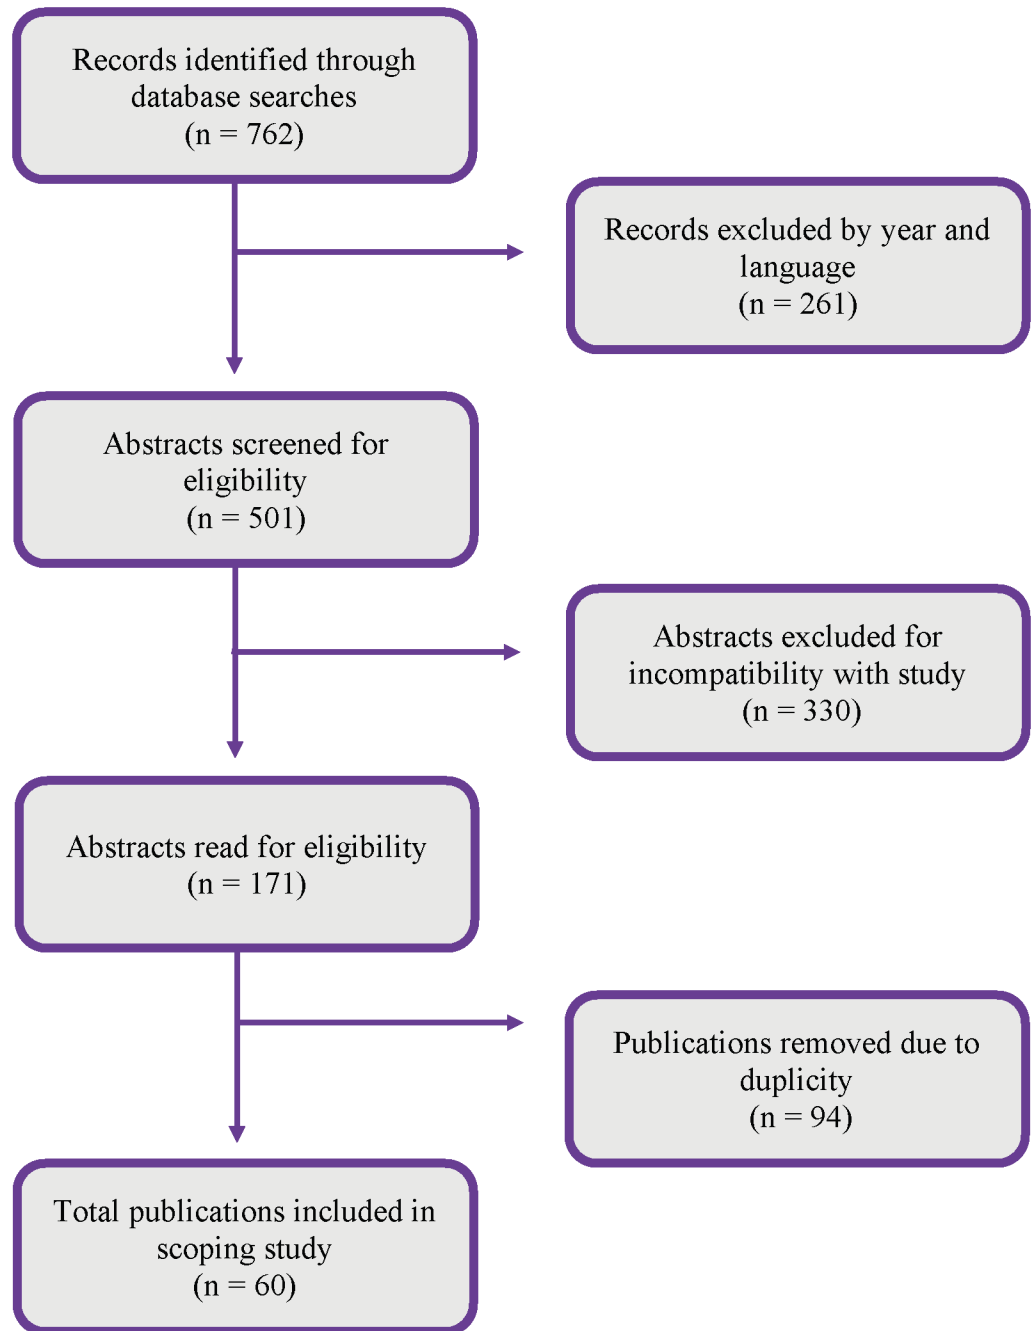 Records identified through
database searches
(n = 762)
Records excluded by year and
language
(n = 261)
Abstracts screened for
eligibility
(n = 501)
Abstracts excluded for
incompatibility with study
(n = 330)
Abstracts read for eligibility
(n = 171)
Publications removed due to
duplicity
(n = 94)
Total publications included in
scoping study
(n = 60)